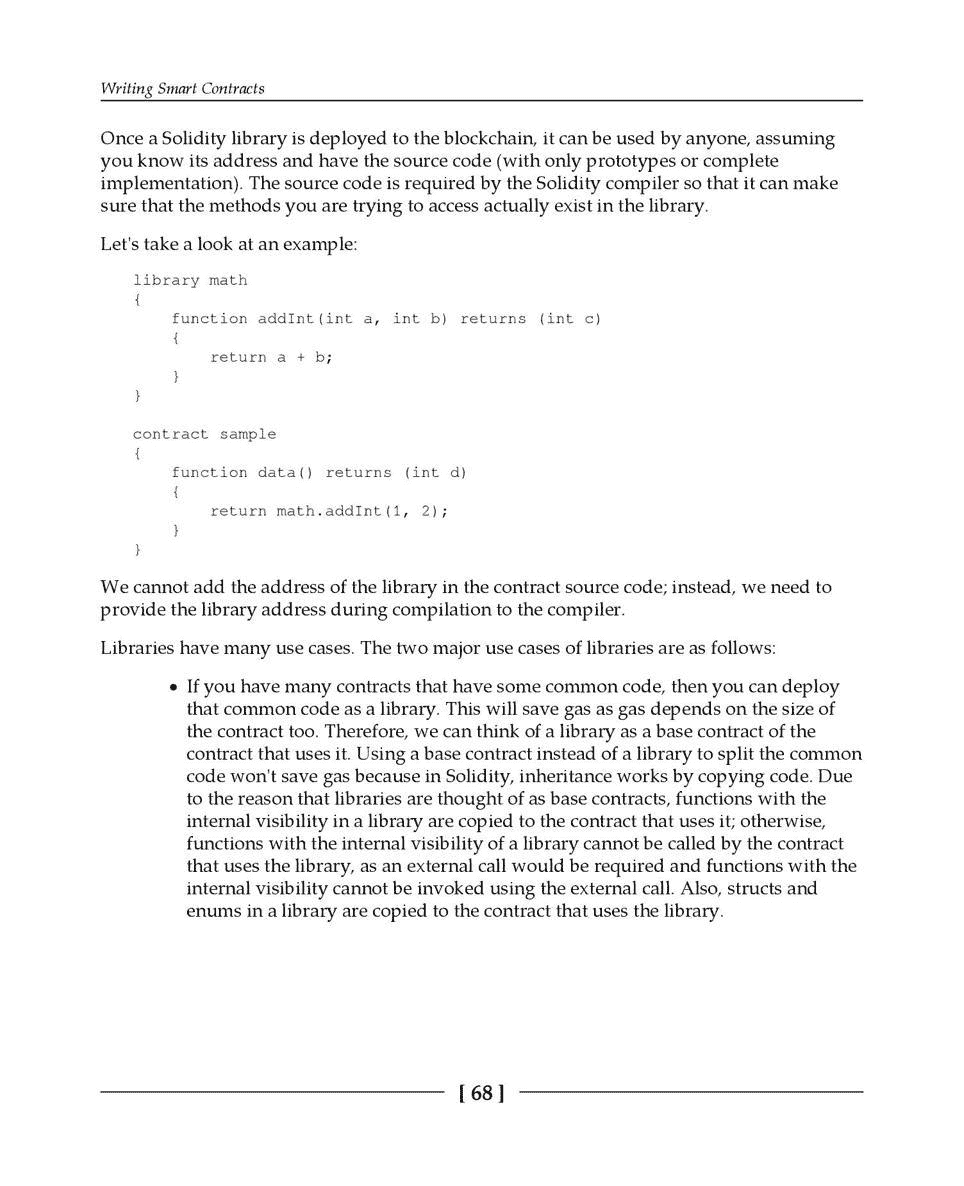 Writing Smart Contracts
Once a Solidity library is deployed to the blockchain, it can be used by anyone, assuming
you know its address and have the source code (with only prototypes or complete
implementation). The source code is required by the Solidity compiler so that it can make
sure that the methods you are trying to access actually exist in the library.
Let's take a look at an example:
library math
{
function addInt(int a, int b) returns (int c)
{
return a + b;
}
}
contract sample
{
function data() returns (int d)
{
return math.addInt(1, 2);
}
}
We cannot add the address of the library in the contract source code; instead, we need to
provide the library address during compilation to the compiler.
Libraries have many use cases. The two major use cases of libraries are as follows:
• If you have many contracts that have some common code, then you can deploy
that common code as a library. This will save gas as gas depends on the size of
the contract too. Therefore, we can think of a library as a base contract of the
contract that uses it. Using a base contract instead of a library to split the common
code won't save gas because in Solidity, inheritance works by copying code. Due
to the reason that libraries are thought of as base contracts, functions with the
internal visibility in a library are copied to the contract that uses it; otherwise,
functions with the internal visibility of a library cannot be called by the contract
that uses the library, as an external call would be required and functions with the
internal visibility cannot be invoked using the external call. Also, structs and
enums in a library are copied to the contract that uses the library.
[ 68 ]